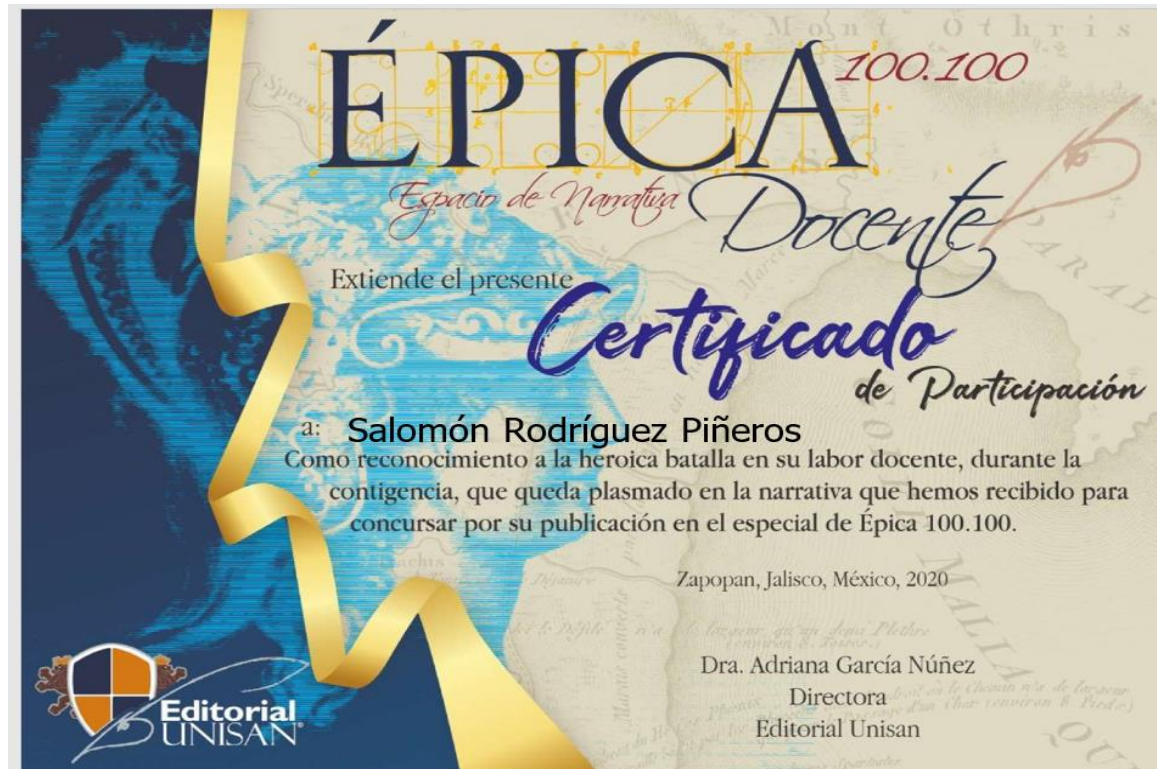 Mont Othris
ÉPICA
100.100
Espacio de Narrativa
Docente
Extiende el presente
Certificado
de Participación
a: Salomón Rodríguez Piñeros
Como reconocimiento a la heroica batalla en su labor docente, durante la
contigencia, que queda plasmado en la narrativa que hemos recibido para
concursar por su publicación en el especial de Épica 100.100.
Zapopan, Jalisco, México, 2020
Dra. Adriana García Núñez
Directora
Editorial Unisan
Editorial
UNISAN
MALIA